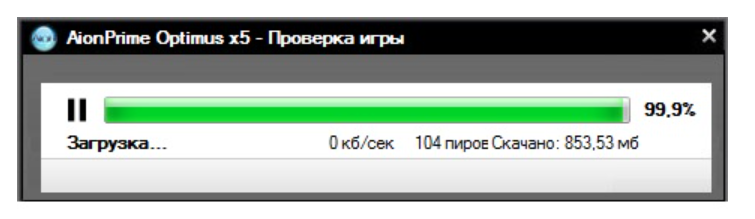 AionPrime Optimus x5 - Проверка игры
99,9%
Загрузка... 0 кб/сек 104 пиров Скачано: 853,53 мб